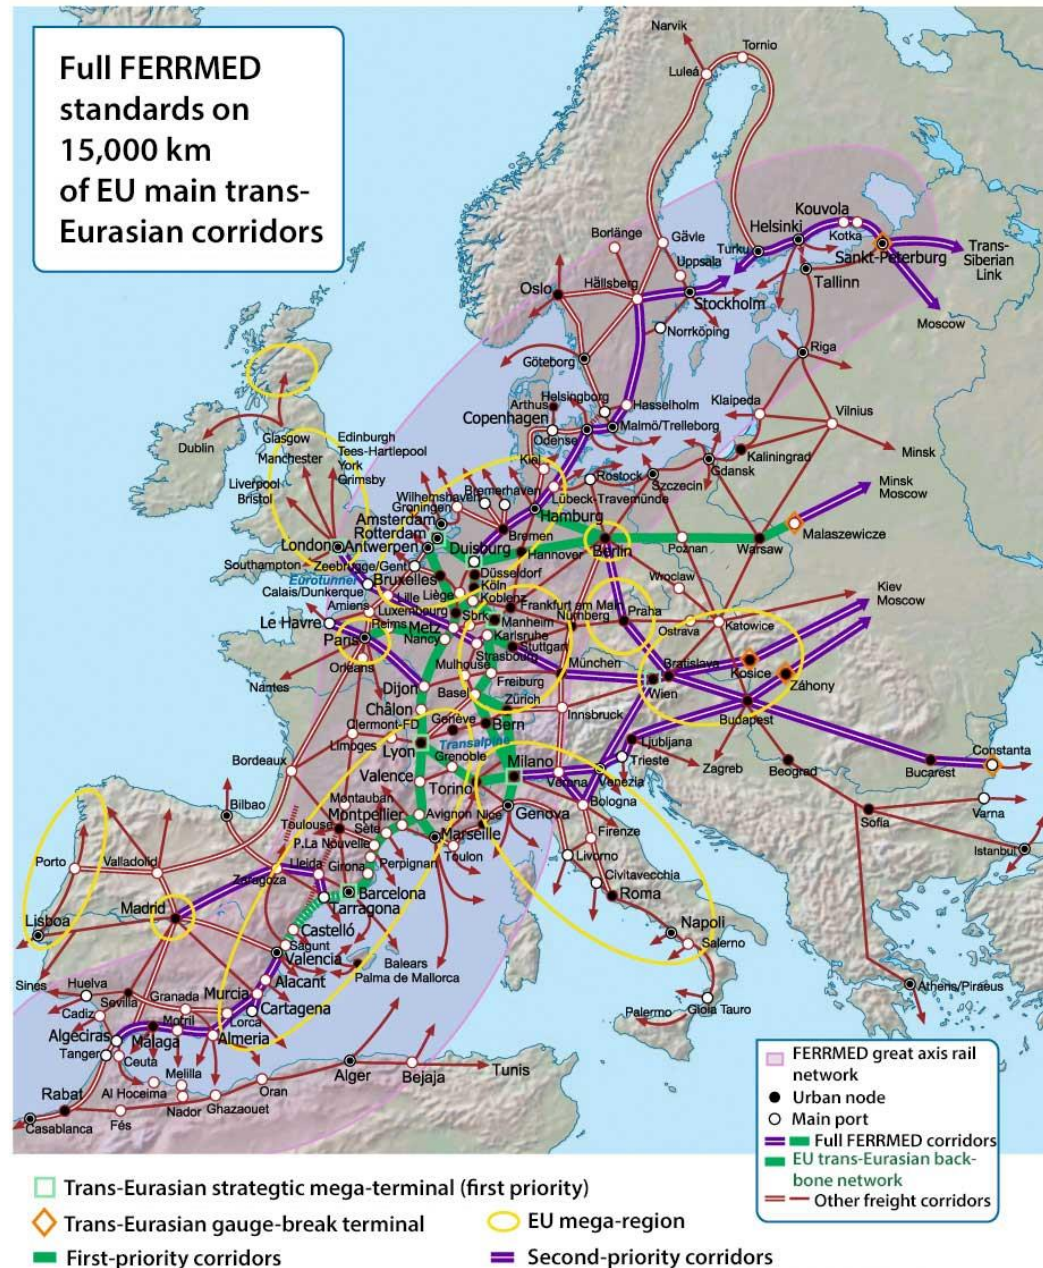 Full FERRMED
standards on
15,000 km
of EU main trans-
Eurasian corridors
Narvik
Tornio
Luleå
Kouvola
Helsinki
Kotka
Turku
Sankt-Peterburg
Trans-
Siberian
Link
Borlänge
Gävle
Uppsala
Tallinn
Oslo
Hällsberg
Stockholm
Moscow
Norrköping
Göteborg
Riga
Helsingborg
Arthus
Hasselholm
Klaipeda
Copenhagen
Vilnius
Odense
Malmö/Trelleborg
Dublin
Glasgow
Manchester
Edinburgh
Tees-Hartlepool
York
Grimsby
Kaliningrad
Minsk
Kiel
Gdansk
Liverpool
Bristol
Rostock
Szczecin
Wilhemshaven
Bremerhaven
Lübeck-Travemünde
Minsk
Moscow
Groningen
Amsterdam
Hamburg
Rotterdam
Bremen
Malaszewicze
London
Antwerpen
Duisburg
Hannover
Berlin
Poznan
Warsaw
Southampton
Zeebrugge/Gent
Eurotunnel
Bruxelles
Düsseldorf
Köln
Wroclaw
Calais/Dunkerque
Lille
Liège
Koblenz
Kiev
Moscow
Amiens
Luxembourg
Frankfurt am Main
Le Havre
Reims
Sbrk
Manheim
Nürnberg
Praha
Ostrava
Katowice
Paris
Metz
Karlsruhe
Nancy
Stuttgart
Orléans
Strasbourg
Bratislava
Mulhouse
München
Kosice
Nantes
Dijon
Freiburg
Wien
Záhony
Basel
Zürich
Châlon
Innsbruck
Budapest
Clermont-FD
Genève
Bern
Limoges
Lyon
Transalpine
Ljubljana
Constanta
Grenoble
Trieste
Bordeaux
Milano
Zagreb
Beograd
Bucarest
Valence
Torino
Verona
Venezia
Bilbao
Montauban
Bologna
Varna
Montpellier
Avignon
Nice
Genova
Sofia
Toulouse
Sète
Marseille
Firenze
P.La Nouvelle
Toulon
Livorno
Istanbul
Porto
Valladolid
Lleida
Girona
Perpignan
Civitavecchia
Zaragoza
Barcelona
Roma
Madrid
Tarragona
Lisboa
Castelló
Napoli
Sagunt
Salerno
Valencia
Balears
Palma de Mallorca
Sines
Huelva
Alacant
Athens/Piraeus
Sevilla
Granada
Murcia
Cartagena
Palermo
Gioia Tauro
Cadiz
Motril
Lorca
Algeciras
Malaga
Almeria
Tanger
Ceuta
Melilla
Alger
Bejaja
Tunis
Rabat
Al Hoceima
Oran
Nador
Ghazaouet
Fés
Casablanca
FERRMED great axis rail
network
Urban node
Main port
Full FERRMED corridors
EU trans-Eurasian back-
bone network
Other freight corridors
Trans-Eurasian strategtic mega-terminal (first priority)
Trans-Eurasian gauge-break terminal
EU mega-region
First-priority corridors
Second-priority corridors